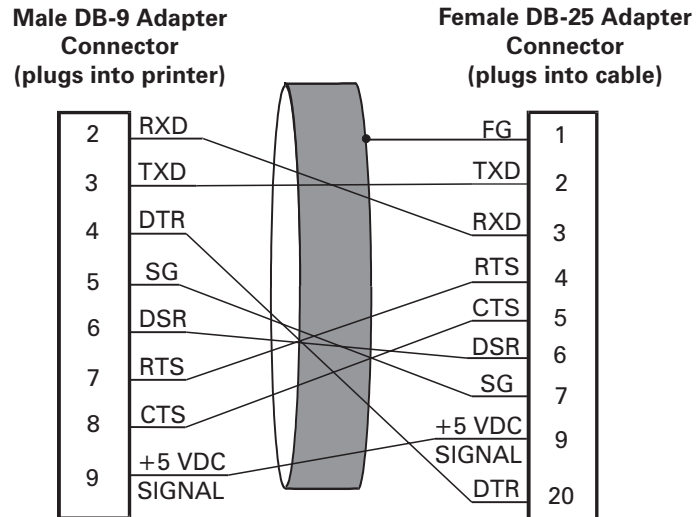 Male DB-9 Adapter
Connector
(plugs into printer)
Female DB-25 Adapter
Connector
(plugs into cable)
2 RXD
3 TXD
4 DTR
5 SG
6 DSR
7 RTS
8 CTS
9 +5 VDC
SIGNAL
FG 1
TXD 2
RXD 3
RTS 4
CTS 5
DSR 6
SG 7
+5 VDC 9
SIGNAL
DTR 20